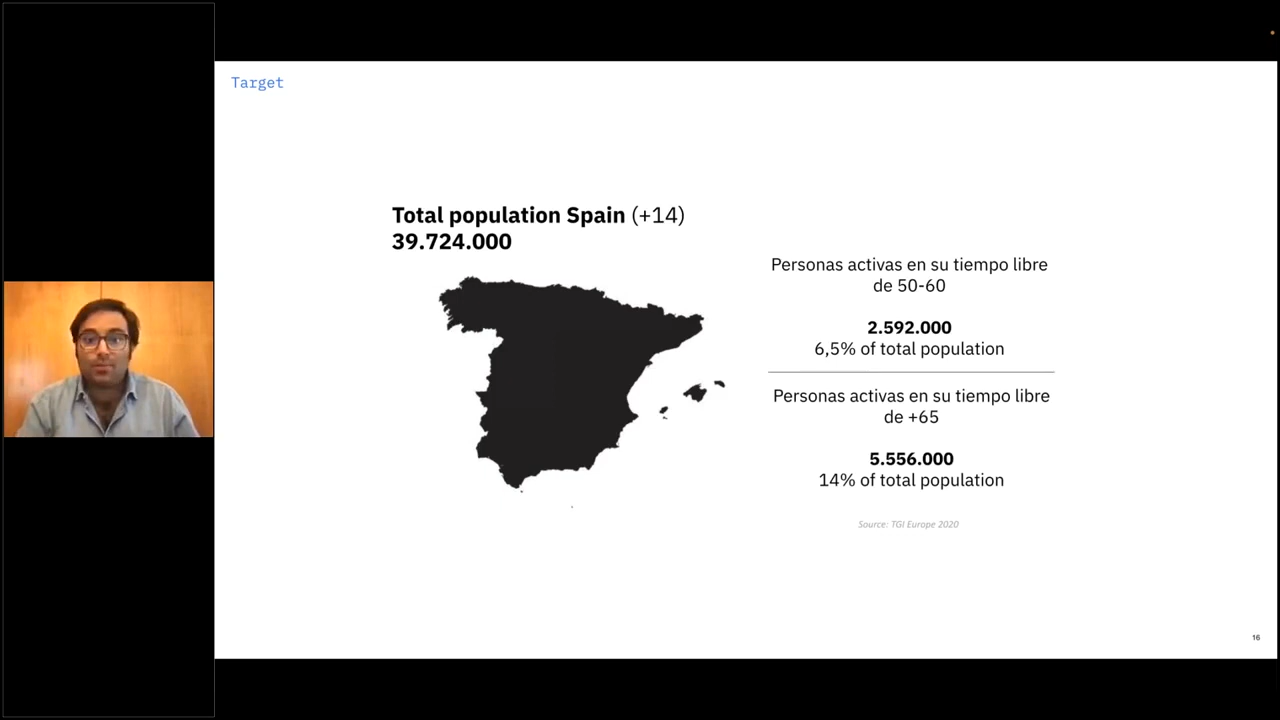 Target
Total population Spain (+14)
39.724.000
Personas activas en su tiempo libre
de 50-60
2.592.000
6,5% of total population
Personas activas en su tiempo libre
de +65
5.556.000
14% of total population
Source: TGI Europe 2020
16